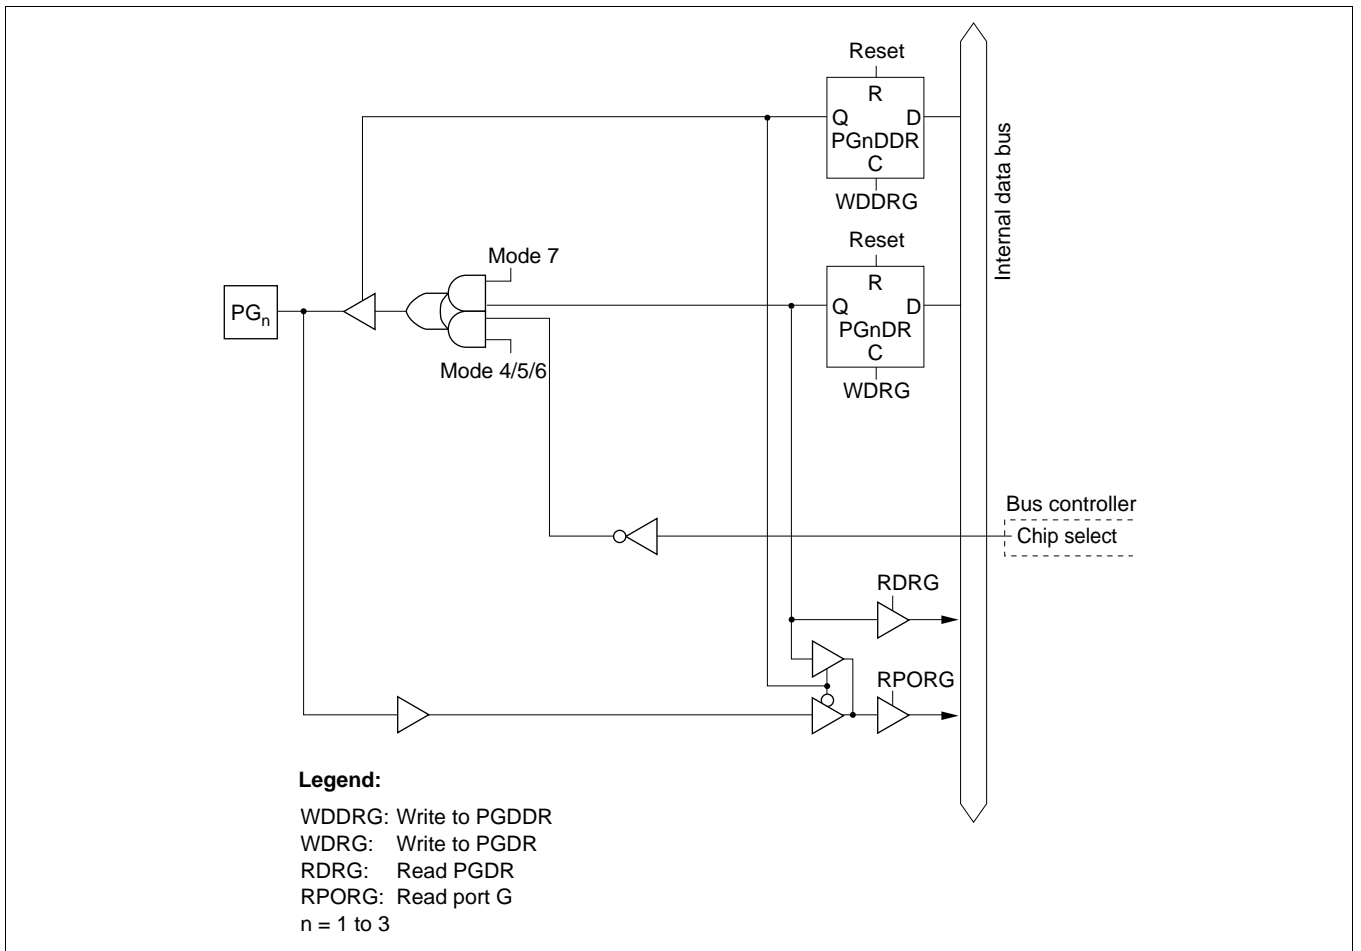 Reset
R
Q D
PGnDDR
C
WDDRG
Internal data bus
Reset
R
Q D
PGnDR
C
WDRG
Mode 7
PGn
Mode 4/5/6
Bus controller
Chip select
RDRG
RPORG
Legend:
WDDRG: Write to PGDDR
WDRG: Write to PGDR
RDRG: Read PGDR
RPORG: Read port G
n = 1 to 3